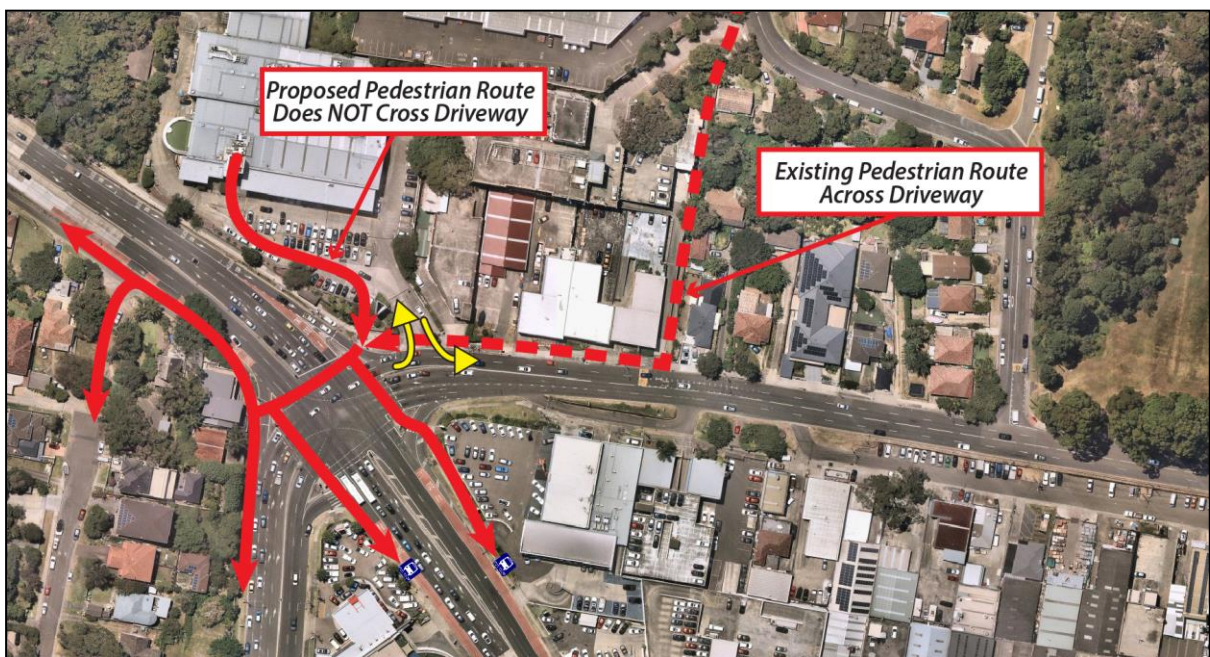 Proposed Pedestrian Route
Does NOT Cross Driveway
Existing Pedestrian Route
Across Driveway